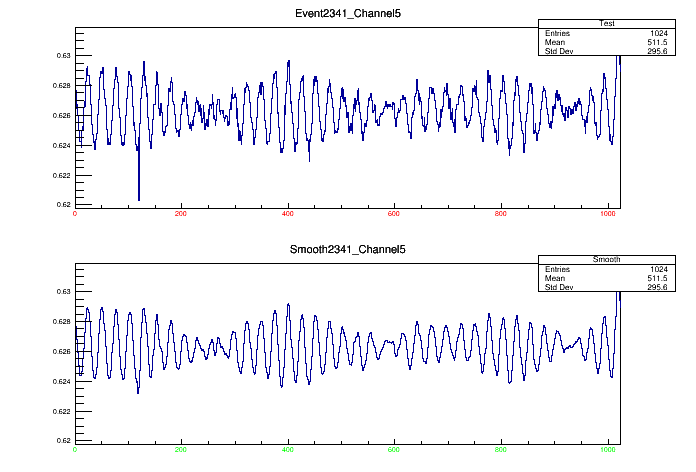 Event2341_Channel5
Test
Entries 1024
Mean 511.5
Std Dev 295.6
0.63
0.628
0.626
0.624
0.622
0.62
0 200 400 600 800 1000
Smooth2341_Channel5
Smooth
Entries 1024
Mean 511.5
Std Dev 295.6
0.63
0.628
0.626
0.624
0.622
0.62
0 200 400 600 800 1000